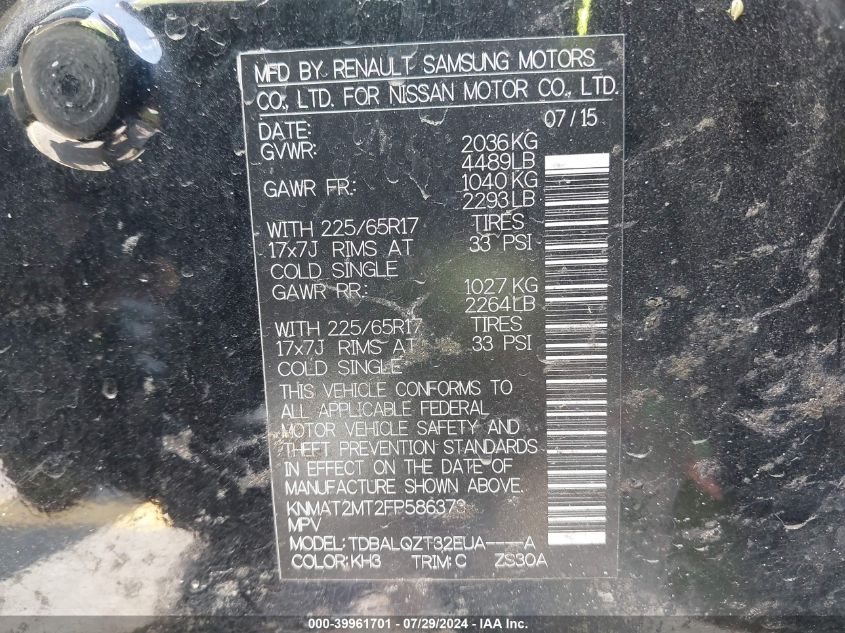 MFD BY RENAULT SAMSUNG MOTORS
CO., LTD. FOR NISSAN MOTOR CO., LTD.
DATE: 07/15
GVWR: 2036KG
4489LB
GAWR FR.: 1040KG
2293LB
WITH 225/65R17 TIRES
17x7J RIMS AT 33 PSI
COLD SINGLE
GAWR RR.: 1027KG
2264LB
WITH 225/65R17 TIRES
17x7J RIMS AT 33 PSI
COLD SINGLE
THIS VEHICLE CONFORMS TO
ALL APPLICABLE FEDERAL
MOTOR VEHICLE SAFETY AND
THEFT PREVENTION STANDARDS
IN EFFECT ON THE DATE OF
MANUFACTURE SHOWN ABOVE.
KNMAT2MT2FP586373
MPV
MODEL: TDBALQZT32EUA----A
COLOR: KH3 TRIM: C ZS30A
000-39961701 - 07/29/2024 - IAA Inc.